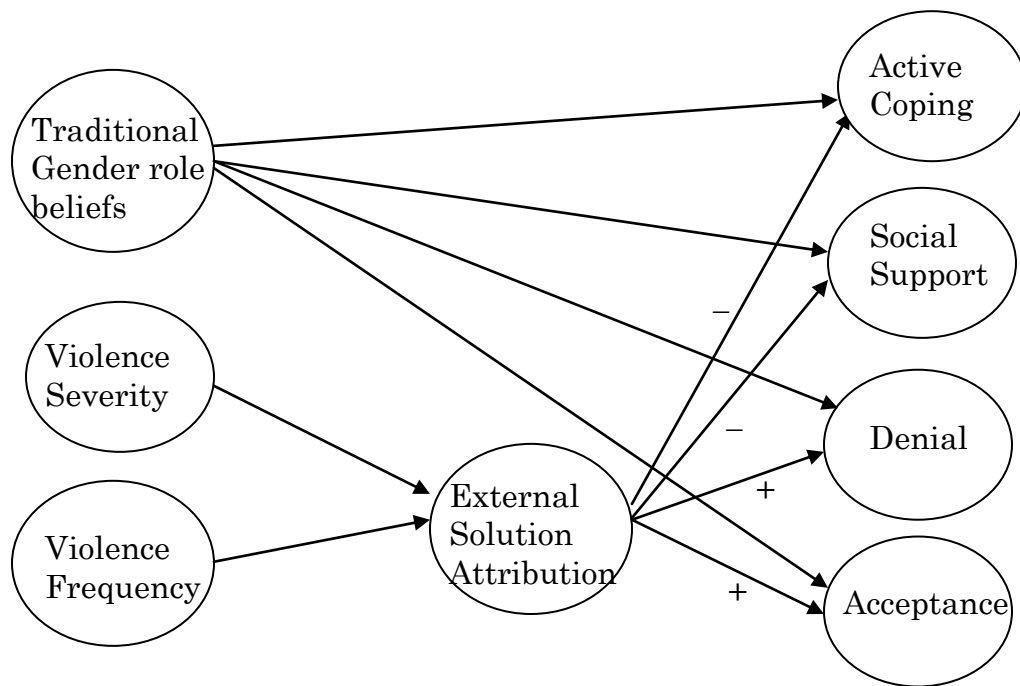 Active
Coping
Traditional
Gender role
beliefs
Social
Support
–
Violence
Severity
–
Denial
External
Solution
Attribution
+
Violence
Frequency
+
Acceptance